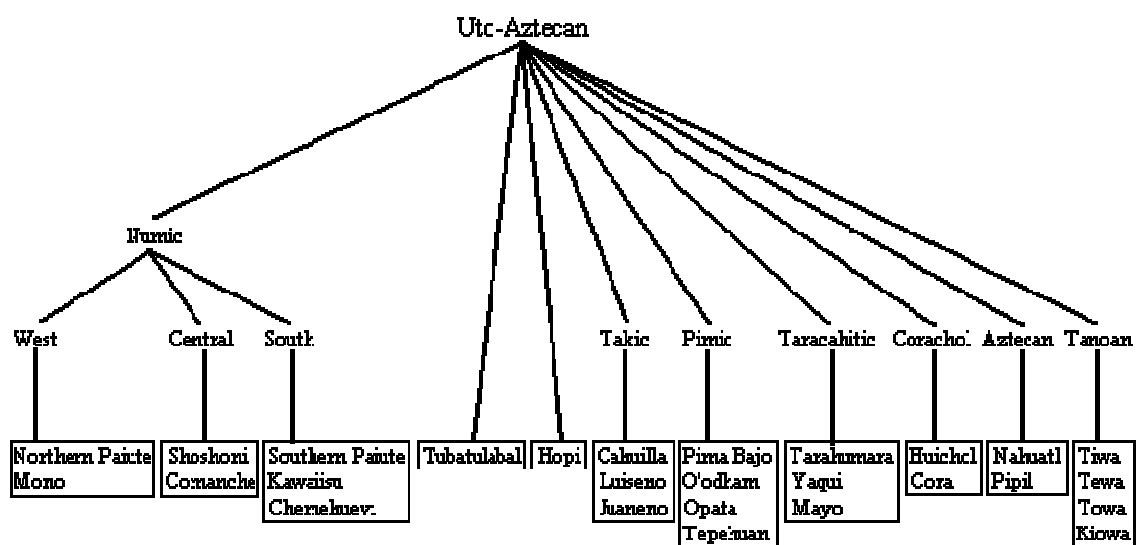 Uto-Aztecan
Numic
West Central South Takic Pimic Taracahitic Corachol Aztecan Tanoan
Northern Paiute
Mono
Shoshoni
Comanche
Southern Paiute
Kawaiisu
Chemehuevi
Tubatulabal
Hopi
Cahuilla
Luiseno
Juaneno
Pima Bajo
O'odham
Opata
Tepehuan
Tarahumara
Yaqui
Mayo
Huichol
Cora
Nahuatl
Pipil
Tiwa
Tewa
Towa
Kiowa